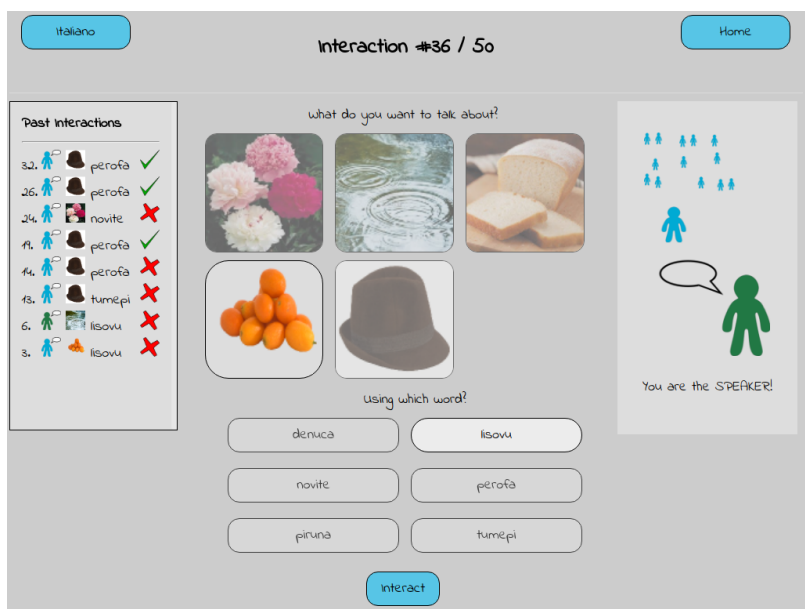 Italiano
Interaction #36 / 50
Home
Past Interactions
32. perofa
26. perofa
24. novite
19. perofa
14. perofa
13. tumepi
6. lisovu
3. lisovu
What do you want to talk about?
Using which word?
denuca
lisovu
novite
perofa
piruna
tumepi
Interact
You are the SPEAKER!